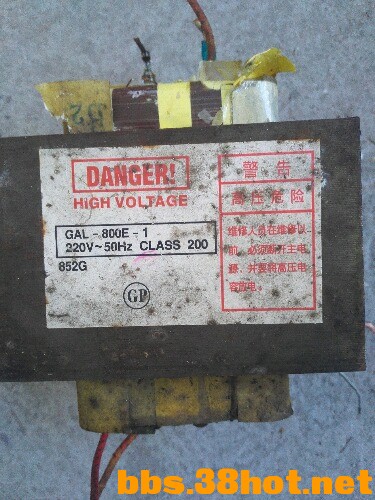 DANGER!
HIGH VOLTAGE
GAL-800E-1
220V~50Hz CLASS 200
852G
GP
警告
高压危险
维修人员在维修以
前，必须断开主电
源，并要将高压电
容放电。
bbs.38hot.net